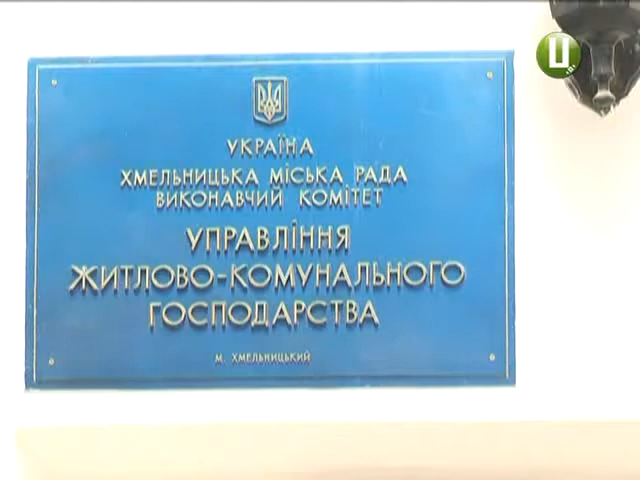 УКРАЇНА
ХМЕЛЬНИЦЬКА МІСЬКА РАДА
ВИКОНАВЧИЙ КОМІТЕТ
УПРАВЛІННЯ
ЖИТЛОВО-КОМУНАЛЬНОГО
ГОСПОДАРСТВА
М. ХМЕЛЬНИЦЬКИЙ
Ц